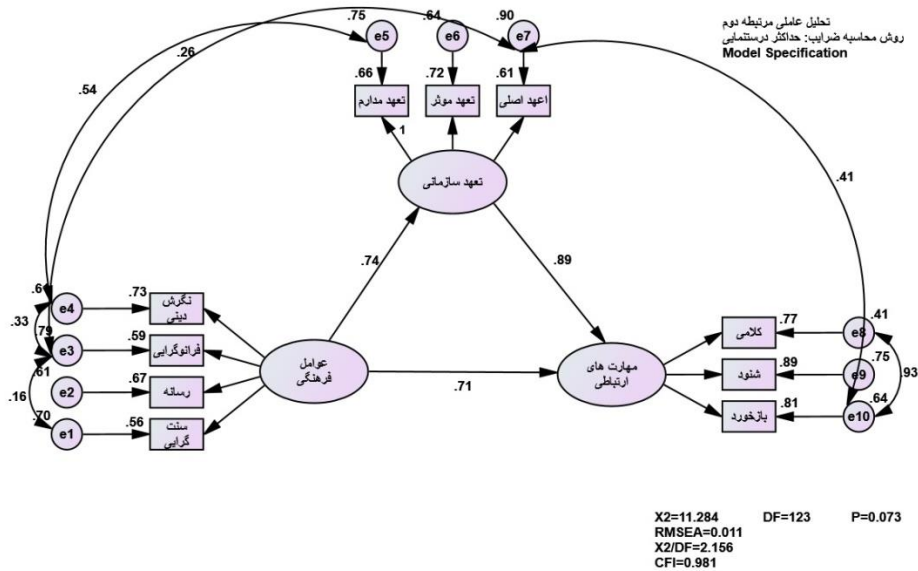 تحلیل عاملی مرتبطه دوم
روش محاسبه ضرایب: حداکثر درستنمایی
Model Specification
.75
.64
.90
e5
e6
e7
.26
.54
.66
.72
.61
تعهد مدارم
تعهد موثر
اعهد اصلی
1
تعهد سازمانی
.41
.74
.89
.6
.73
e4
نگرش
دینی
.33
.79
.59
e3
فرانوگرایی
.61
.67
e2
رسانه
.16
.70
.56
e1
سنت
گرایی
عوامل
فرهنگی
.71
مهارت های
ارتباطی
.77
.41
کلامی
e8
.89
.75
.93
شنود
e9
.81
.64
بازخورد
e10
X2=11.284 DF=123 P=0.073
RMSEA=0.011
X2/DF=2.156
CFI=0.981